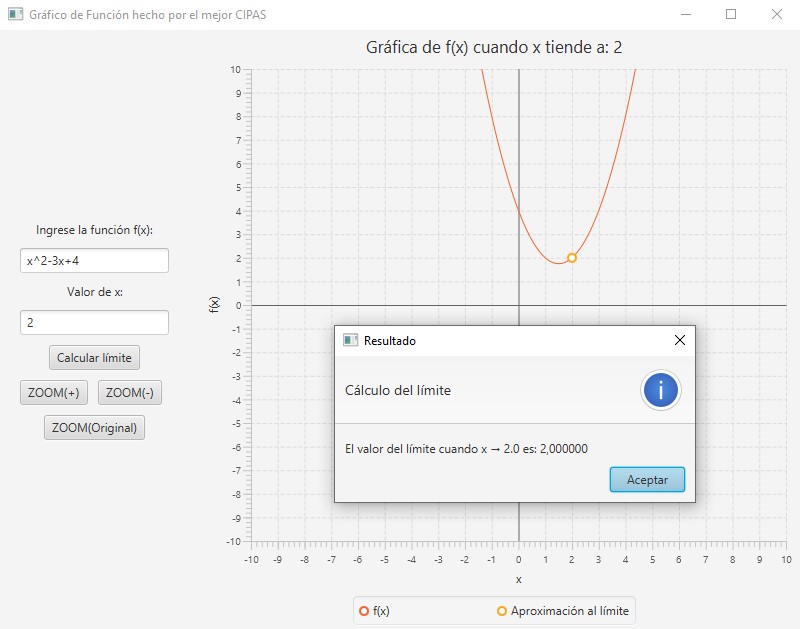 Gráfico de Función hecho por el mejor CIPAS
Gráfica de f(x) cuando x tiende a: 2
Ingrese la función f(x):
x^2-3x+4
Valor de x:
2
Calcular límite
ZOOM(+) ZOOM(-)
ZOOM(Original)
f(x)
10
9
8
7
6
5
4
3
2
1
0
-1
-2
-3
-4
-5
-6
-7
-8
-9
-10
Resultado
Cálculo del límite
i
El valor del límite cuando x → 2.0 es: 2,000000
Aceptar
-10 -9 -8 -7 -6 -5 -4 -3 -2 -1 0 1 2 3 4 5 6 7 8 9 10
x
f(x) Aproximación al límite